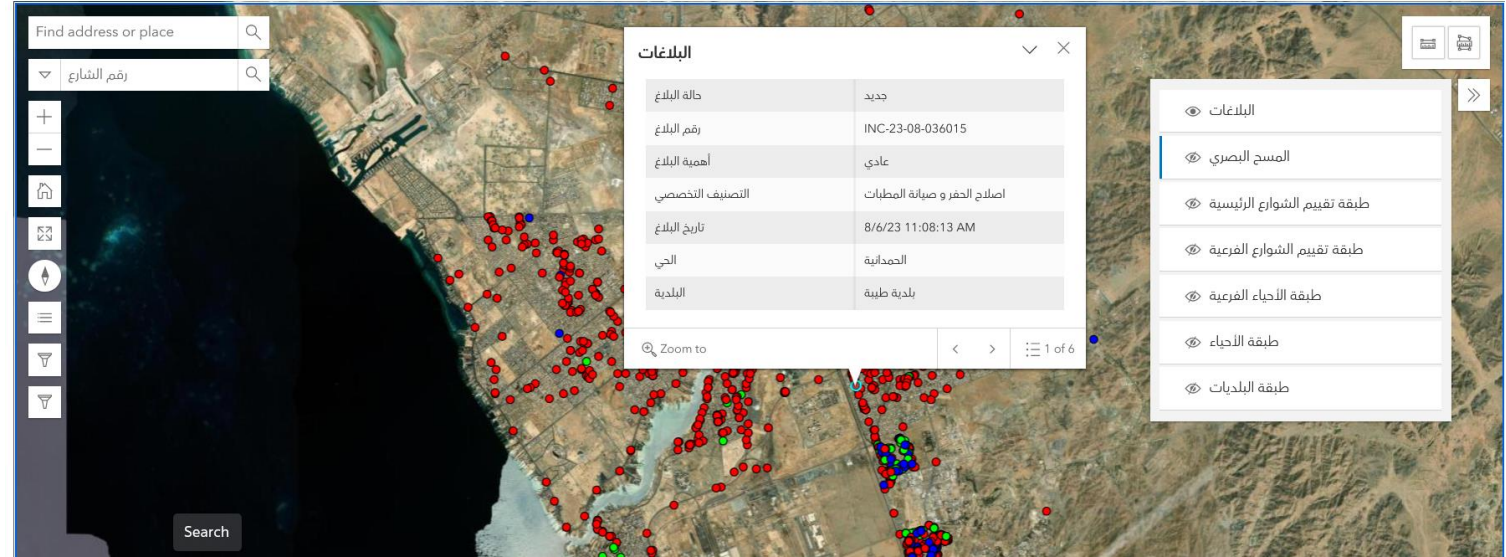 Find address or place
رقم الشارع
البلاغات
حالة البلاغ جديد
رقم البلاغ INC-23-08-036015
أهمية البلاغ عادي
التصنيف التخصصي اصلاح الحفر و صيانة المطبات
تاريخ البلاغ 8/6/23 11:08:13 AM
الحي الحمدانية
البلدية بلدية طيبة
Zoom to
1 of 6
البلاغات
المسح البصري
طبقة تقييم الشوارع الرئيسية
طبقة تقييم الشوارع الفرعية
طبقة الأحياء الفرعية
طبقة الأحياء
طبقة البلديات
Search